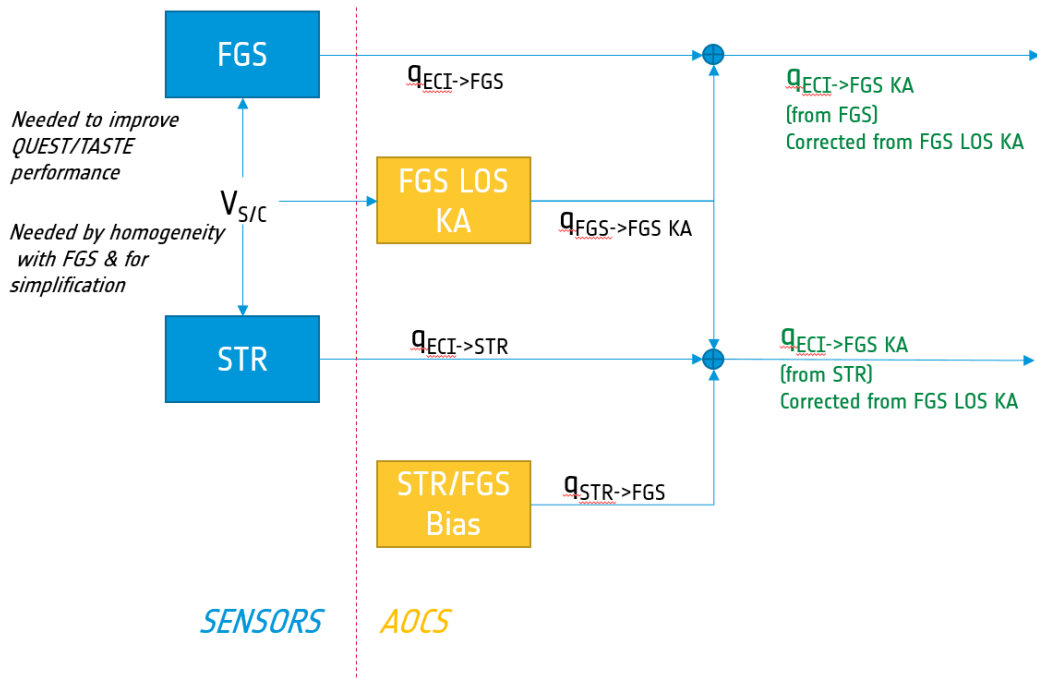 FGS
qECI->FGS
qECI->FGS KA
(from FGS)
Corrected from FGS LOS KA
Needed to improve
QUEST/TASTE
performance
FGS LOS
KA
VS/C
qFGS->FGS KA
Needed by homogeneity
with FGS & for
simplification
STR
qECI->STR
qECI->FGS KA
(from STR)
Corrected from FGS LOS KA
STR/FGS
Bias
qSTR->FGS
SENSORS
AOCS